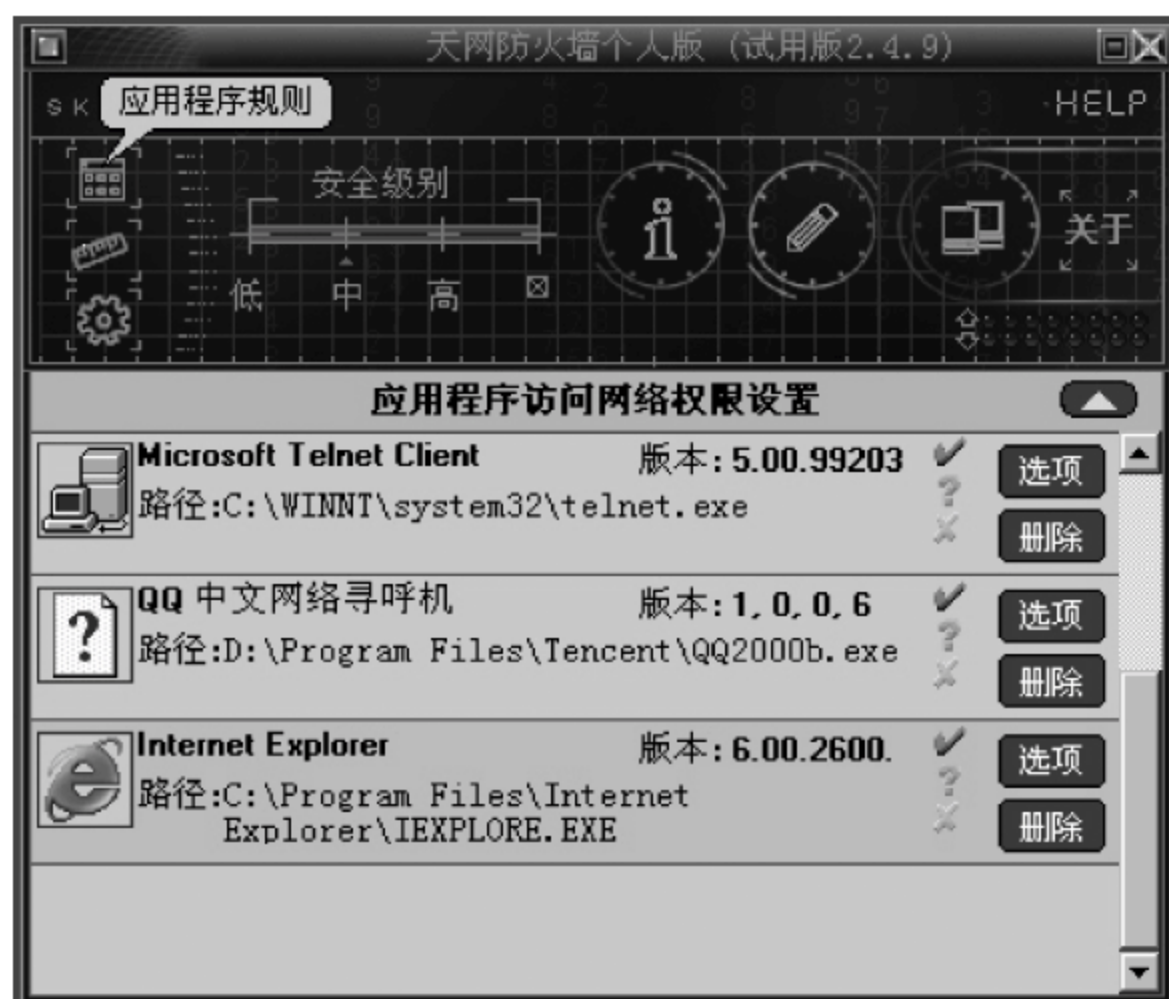 天网防火墙个人版 (试用版2.4.9)
S K
应用程序规则
HELP
安全级别
低 中 高
关于
应用程序访问网络权限设置
Microsoft Telnet Client 版本:5.00.99203
选项
路径:C:\WINNT\system32\telnet.exe
删除
QQ 中文网络寻呼机 版本:1, 0, 0, 6
选项
路径:D:\Program Files\Tencent\QQ2000b.exe
删除
Internet Explorer 版本:6.00.2600.
选项
路径:C:\Program Files\Internet
Explorer\IEXPLORE.EXE
删除